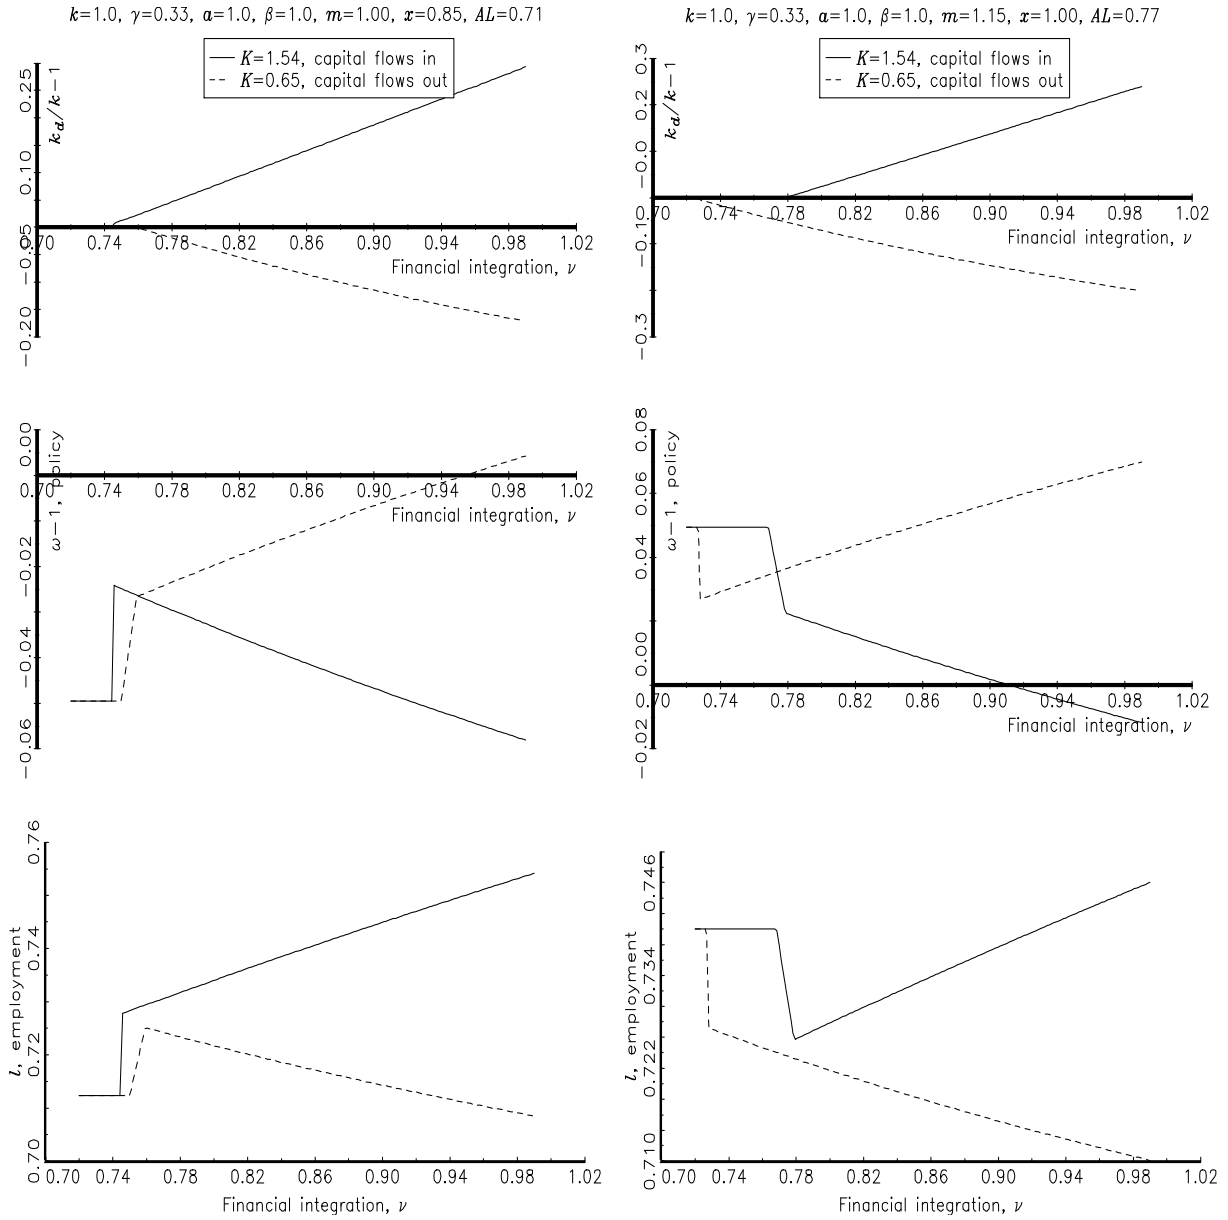 k=1.0, γ=0.33, a=1.0, β=1.0, m=1.00, x=0.85, AL=0.71
K=1.54, capital flows in
K=0.65, capital flows out
k_d/k−1
0.25
0.10
−0.05
−0.20
0.70 0.74 0.78 0.82 0.86 0.90 0.94 0.98 1.02
Financial integration, ν
k=1.0, γ=0.33, a=1.0, β=1.0, m=1.15, x=1.00, AL=0.77
K=1.54, capital flows in
K=0.65, capital flows out
k_d/k−1
0.3
0.2
−0.0
−0.1
−0.3
0.70 0.74 0.78 0.82 0.86 0.90 0.94 0.98 1.02
Financial integration, ν
ω−1, policy
0.00
−0.02
−0.04
−0.06
0.70 0.74 0.78 0.82 0.86 0.90 0.94 0.98 1.02
Financial integration, ν
ω−1, policy
0.08
0.06
0.04
0.00
−0.02
0.70 0.74 0.78 0.82 0.86 0.90 0.94 0.98 1.02
Financial integration, ν
l, employment
0.76
0.74
0.72
0.70
0.70 0.74 0.78 0.82 0.86 0.90 0.94 0.98 1.02
Financial integration, ν
l, employment
0.746
0.734
0.722
0.710
0.70 0.74 0.78 0.82 0.86 0.90 0.94 0.98 1.02
Financial integration, ν